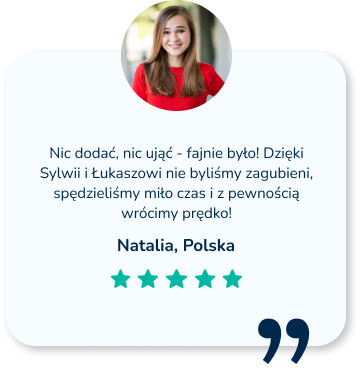 Nic dodać, nic ująć - fajnie było! Dzięki
Sylwii i Łukaszowi nie byliśmy zagubieni,
spędzieliśmy miło czas i z pewnością
wrócimy prędko!
Natalia, Polska